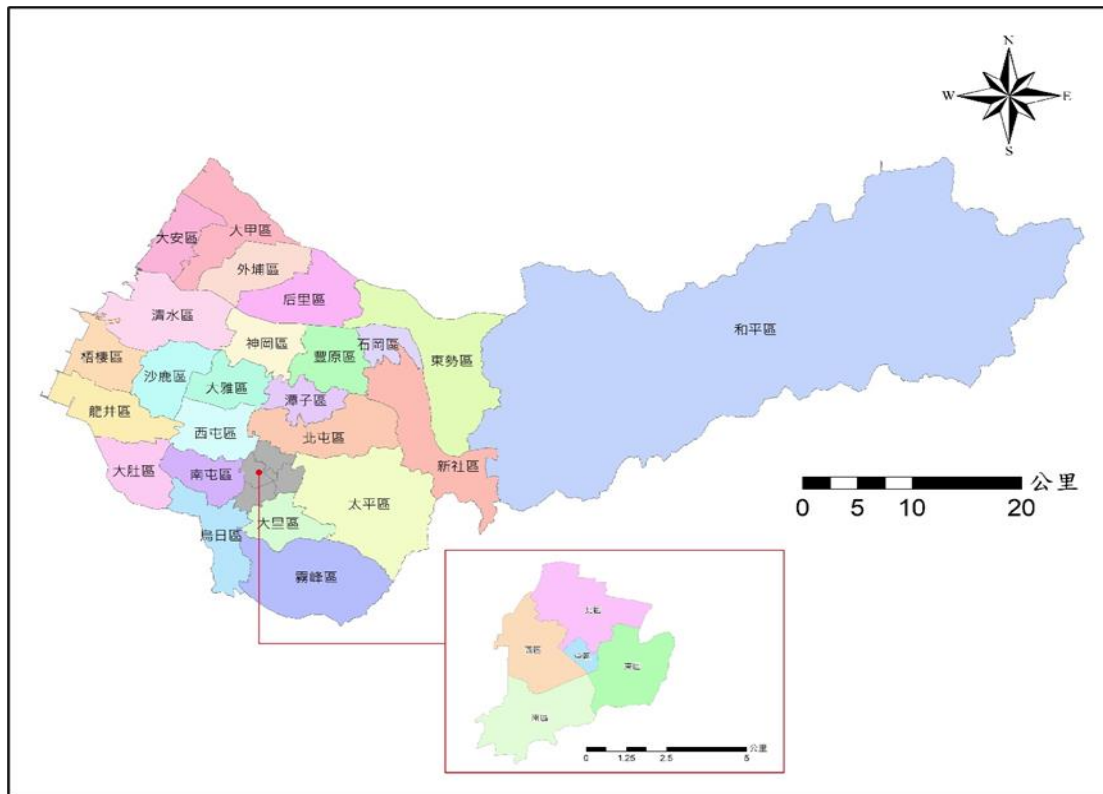 N
W E
S
大甲區
大安區
外埔區
后里區
清水區
和平區
神岡區
豐原區
石岡區
東勢區
梧棲區
沙鹿區
大雅區
潭子區
龍井區
西屯區
北屯區
大肚區
南屯區
新社區
太平區
大里區
烏日區
霧峰區
公里
0 5 10 20
北區
西區
中區
東區
南區
公里
0 1.25 2.5 5